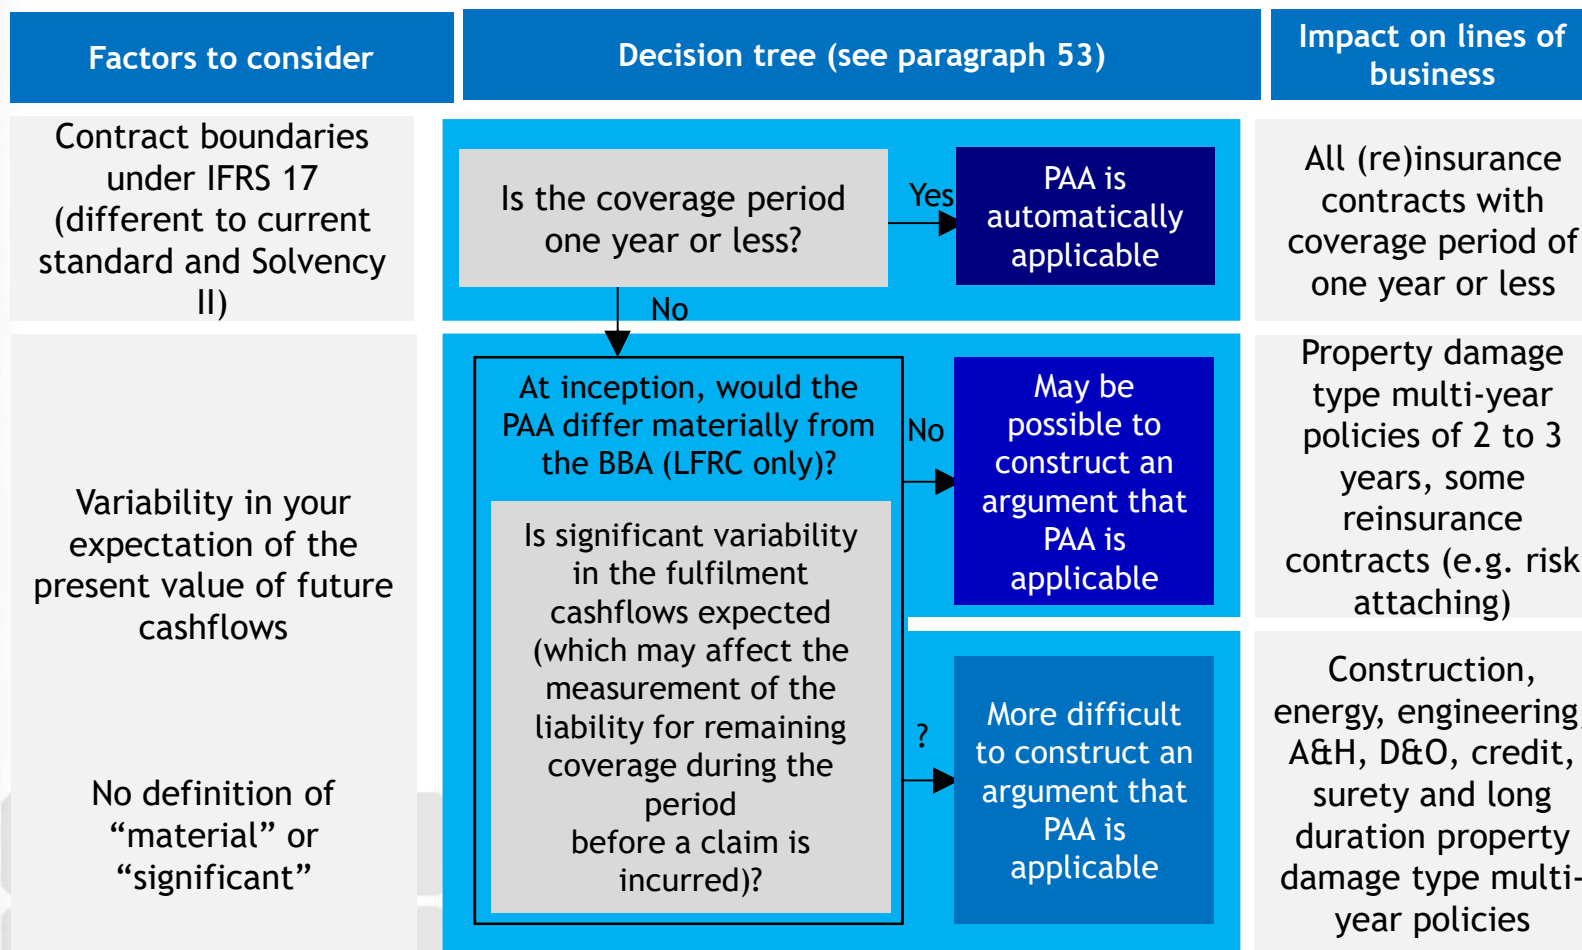 Factors to consider
Decision tree (see paragraph 53)
Impact on lines of
business
Contract boundaries
under IFRS 17
(different to current
standard and Solvency
II)
Is the coverage period
one year or less?
Yes
PAA is
automatically
applicable
All (re)insurance
contracts with
coverage period of
one year or less
No
Variability in your
expectation of the
present value of future
cashflows
No definition of
“material” or
“significant”
At inception, would the
PAA differ materially from
the BBA (LFRC only)?
Is significant variability
in the fulfilment
cashflows expected
(which may affect the
measurement of the
liability for remaining
coverage during the
period
before a claim is
incurred)?
No
May be
possible to
construct an
argument that
PAA is
applicable
Property damage
type multi-year
policies of 2 to 3
years, some
reinsurance
contracts (e.g. risk
attaching)
?
More difficult
to construct an
argument that
PAA is
applicable
Construction,
energy, engineering,
A&H, D&O, credit,
surety and long
duration property
damage type multi-
year policies